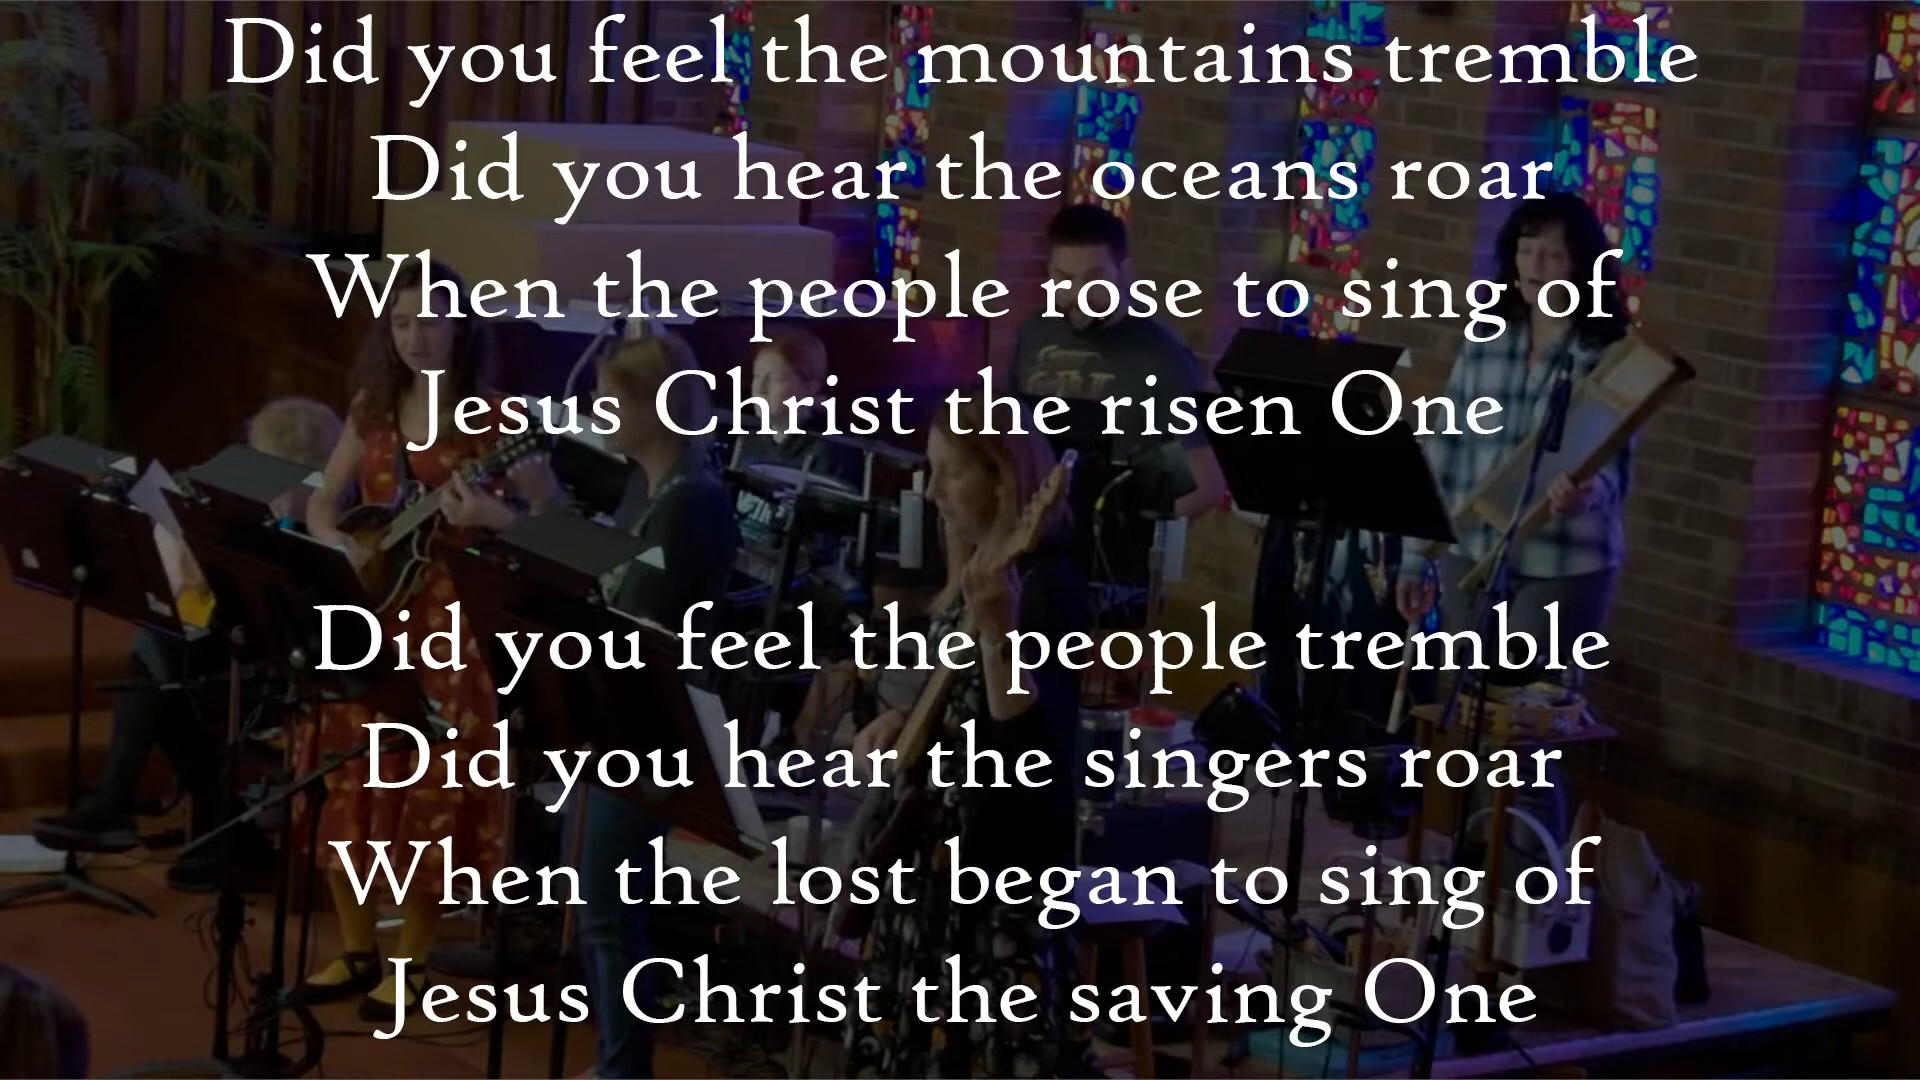 Did you feel the mountains tremble
Did you hear the oceans roar
When the people rose to sing of
Jesus Christ the risen One
Did you feel the people tremble
Did you hear the singers roar
When the lost began to sing of
Jesus Christ the saving One